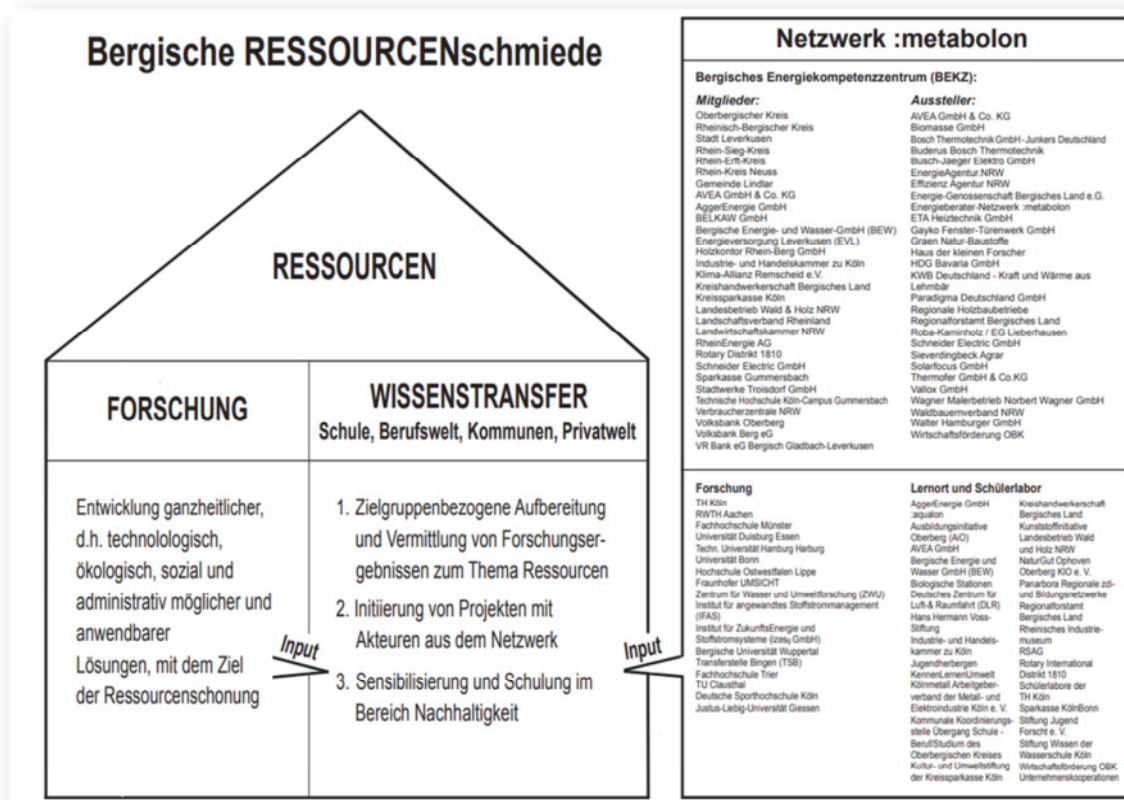 Bergische RESSOURCENschmiede
RESSOURCEN
FORSCHUNG
WISSENSTRANSFER
Schule, Berufswelt, Kommunen, Privatwelt
Entwicklung ganzheitlicher,
d.h. technolologisch,
ökologisch, sozial und
administrativ möglicher und
anwendbarer
Lösungen, mit dem Ziel
der Ressourcenschonung
Input
1. Zielgruppenbezogene Aufbereitung
und Vermittlung von Forschungser-
gebnissen zum Thema Ressourcen
2. Initiierung von Projekten mit
Akteuren aus dem Netzwerk
3. Sensibilisierung und Schulung im
Bereich Nachhaltigkeit
Input
Netzwerk :metabolon
Bergisches Energiekompetenzzentrum (BEKZ):
Mitglieder:
Oberbergischer Kreis
Rheinisch-Bergischer Kreis
Stadt Leverkusen
Rhein-Sieg-Kreis
Rhein-Erft-Kreis
Rhein-Kreis Neuss
Gemeinde Lindlar
AVEA GmbH & Co. KG
AggerEnergie GmbH
BELKAW GmbH
Bergische Energie- und Wasser-GmbH (BEW)
Energieversorgung Leverkusen (EVL)
Holzkontor Rhein-Berg GmbH
Industrie- und Handelskammer zu Köln
Klima-Allianz Remscheid e.V.
Kreishandwerkerschaft Bergisches Land
Kreissparkasse Köln
Landesbetrieb Wald & Holz NRW
Landschaftsverband Rheinland
Landwirtschaftskammer NRW
RheinEnergie AG
Rotary Distrikt 1810
Schneider Electric GmbH
Sparkasse Gummersbach
Stadtwerke Troisdorf GmbH
Technische Hochschule Köln-Campus Gummersbach
Verbraucherzentrale NRW
Volksbank Oberberg
Volksbank Berg eG
VR Bank eG Bergisch Gladbach-Leverkusen
Aussteller:
AVEA GmbH & Co. KG
Biomasse GmbH
Bosch Thermotechnik GmbH - Junkers Deutschland
Buderus Bosch Thermotechnik
Busch-Jaeger Elektro GmbH
EnergieAgentur.NRW
Effizienz Agentur NRW
Energie-Genossenschaft Bergisches Land e.G.
Energieberater-Netzwerk :metabolon
ETA Heiztechnik GmbH
Gayko Fenster-Türenwerk GmbH
Graen Natur-Baustoffe
Haus der kleinen Forscher
HDG Bavaria GmbH
KWB Deutschland - Kraft und Wärme aus
Lehmbär
Paradigma Deutschland GmbH
Regionale Holzbaubetriebe
Regionalforstamt Bergisches Land
Roba-Kaminholz / EG Lieberhausen
Schneider Electric GmbH
Sieverdingbeck Agrar
Solarfocus GmbH
Thermofer GmbH & Co.KG
Vallox GmbH
Wagner Malerbetrieb Norbert Wagner GmbH
Waldbauernverband NRW
Walter Hamburger GmbH
Wirtschaftsförderung OBK
Forschung
TH Köln
RWTH Aachen
Fachhochschule Münster
Universität Duisburg Essen
Techn. Universität Hamburg Harburg
Universität Bonn
Hochschule Ostwestfalen Lippe
Fraunhofer UMSICHT
Zentrum für Wasser und Umweltforschung (ZWU)
Institut für angewandtes Stoffstrommanagement
(IFAS)
Institut für ZukunftsEnergie und
Stoffstromsysteme (izes GmbH)
Bergische Universität Wuppertal
Transferstelle Bingen (TSB)
Fachhochschule Trier
TU Clausthal
Deutsche Sporthochschule Köln
Justus-Liebig-Universität Giessen
Lernort und Schülerlabor
AggerEnergie GmbH
:aqualon
Ausbildungsinitiative
Oberberg (AiO)
AVEA GmbH
Bergische Energie und
Wasser GmbH (BEW)
Biologische Stationen
Deutsches Zentrum für
Luft-& Raumfahrt (DLR)
Hans Hermann Voss-
Stiftung
Industrie- und Handels-
kammer zu Köln
Jugendherbergen
KennenLernenUmwelt
Kölnmetall Arbeitgeber-
verband der Metall- und
Elektroindustrie Köln e. V.
Kommunale Koordinierungs-
stelle Übergang Schule -
Beruf/Studium des
Oberbergischen Kreises
Kultur- und Umweltstiftung
der Kreissparkasse Köln
Kreishandwerkerschaft
Bergisches Land
Kunststoffinitiative
Landesbetrieb Wald
und Holz NRW
NaturGut Ophoven
Oberberg KIO e. V.
Panarbora Regionale zdi-
und Bildungsnetzwerke
Regionalforstamt
Bergisches Land
Rheinisches Industrie-
museum
RSAG
Rotary International
Distrikt 1810
Schülerlabore der
TH Köln
Sparkasse KölnBonn
Stiftung Jugend
Forscht e. V.
Stiftung Wissen der
Wasserschule Köln
Wirtschaftsförderung OBK
Unternehmenskooperationen